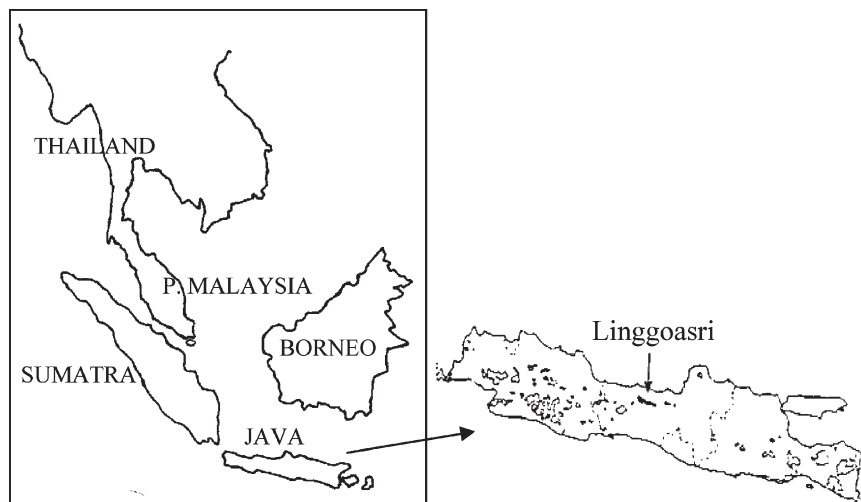 THAILAND
P. MALAYSIA
BORNEO
SUMATRA
JAVA
Linggoasri